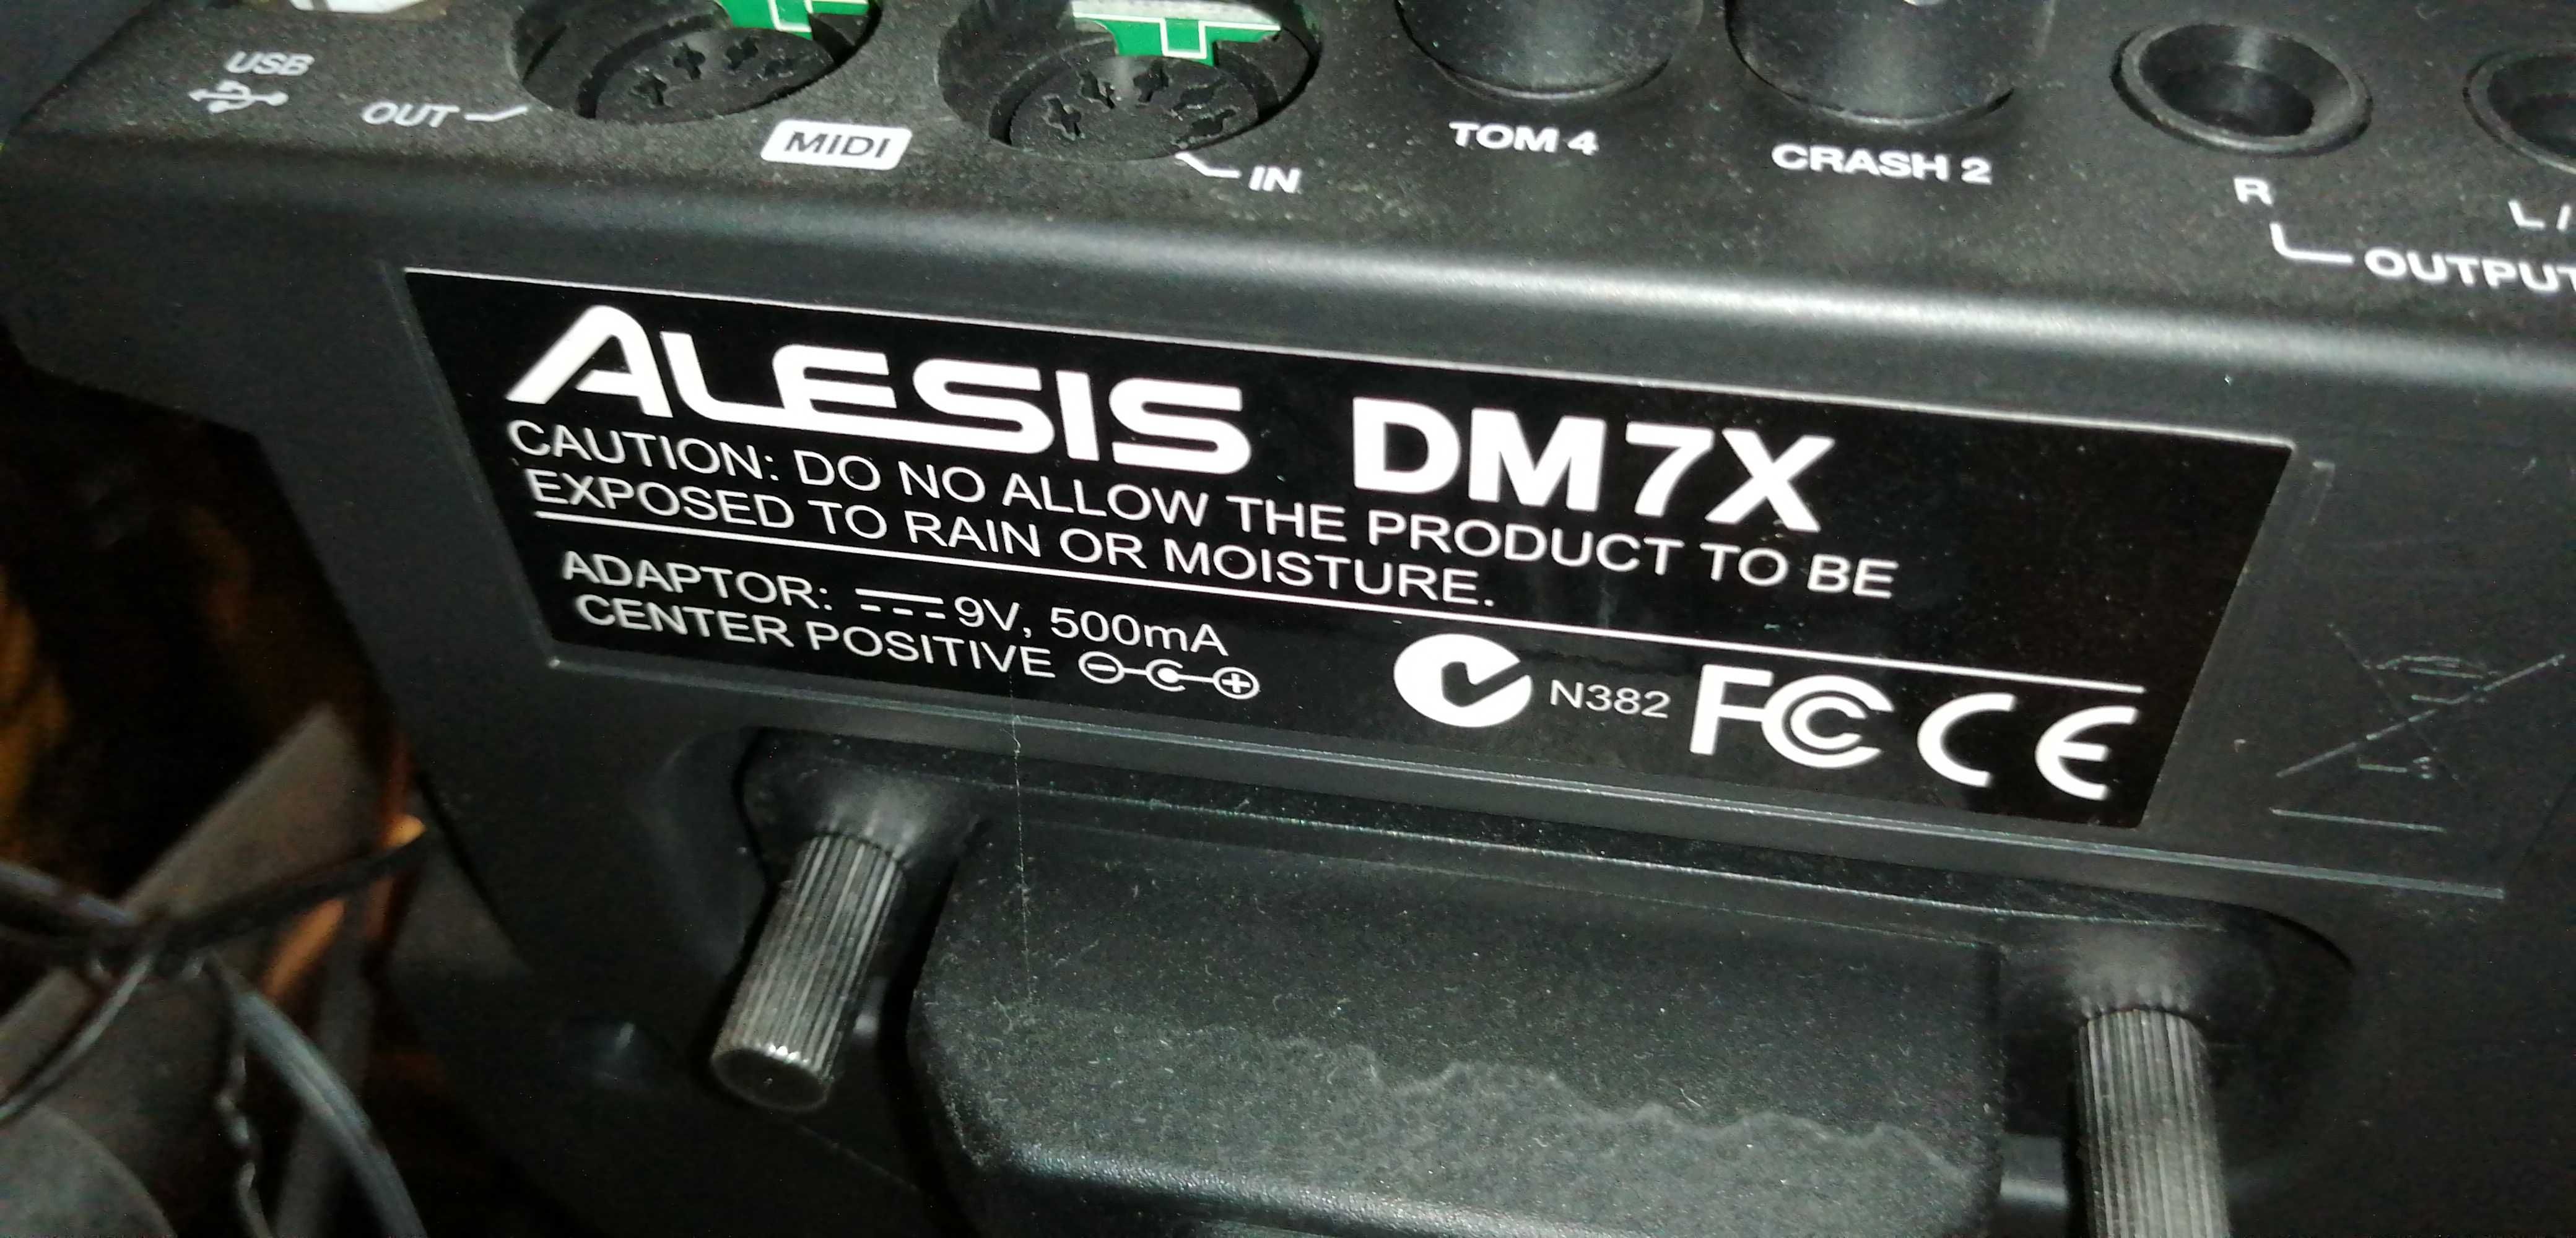 USB
OUT
MIDI
IN
TOM 4
CRASH 2
R
L /
OUTPUT
ALESIS DM7X
CAUTION: DO NO ALLOW THE PRODUCT TO BE
EXPOSED TO RAIN OR MOISTURE.
ADAPTOR: 9V, 500mA
CENTER POSITIVE
N382 FC CE